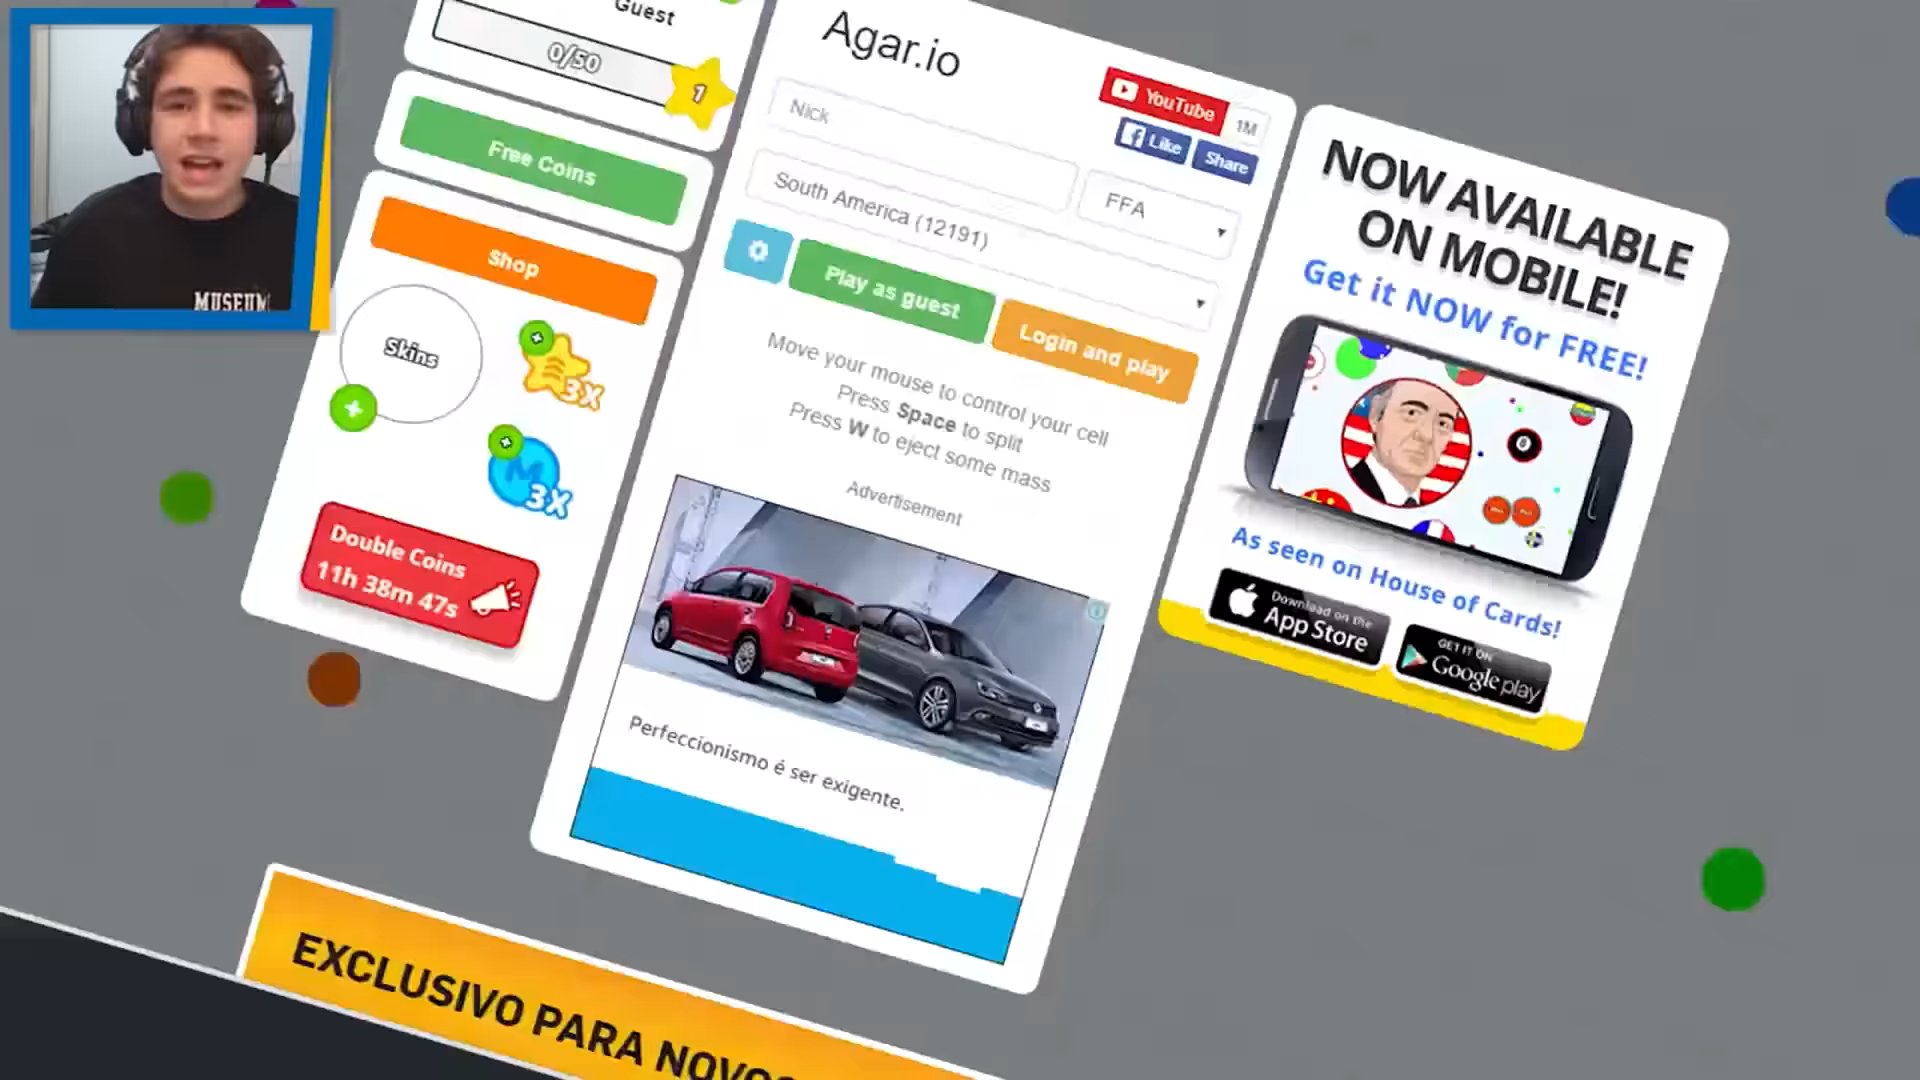 MUSEUM
Guest
0/50
1
Free Coins
Shop
Skins
3X
3X
Double Coins
11h 38m 47s
Agar.io
YouTube
1M
Like
Share
Nick
FFA
South America (12191)
Play as guest
Login and play
Move your mouse to control your cell
Press Space to split
Press W to eject some mass
Advertisement
Perfeccionismo é ser exigente.
NOW AVAILABLE
ON MOBILE!
Get it NOW for FREE!
8
As seen on House of Cards!
Download on the
App Store
GET IT ON
Google play
EXCLUSIVO PARA NOVOS